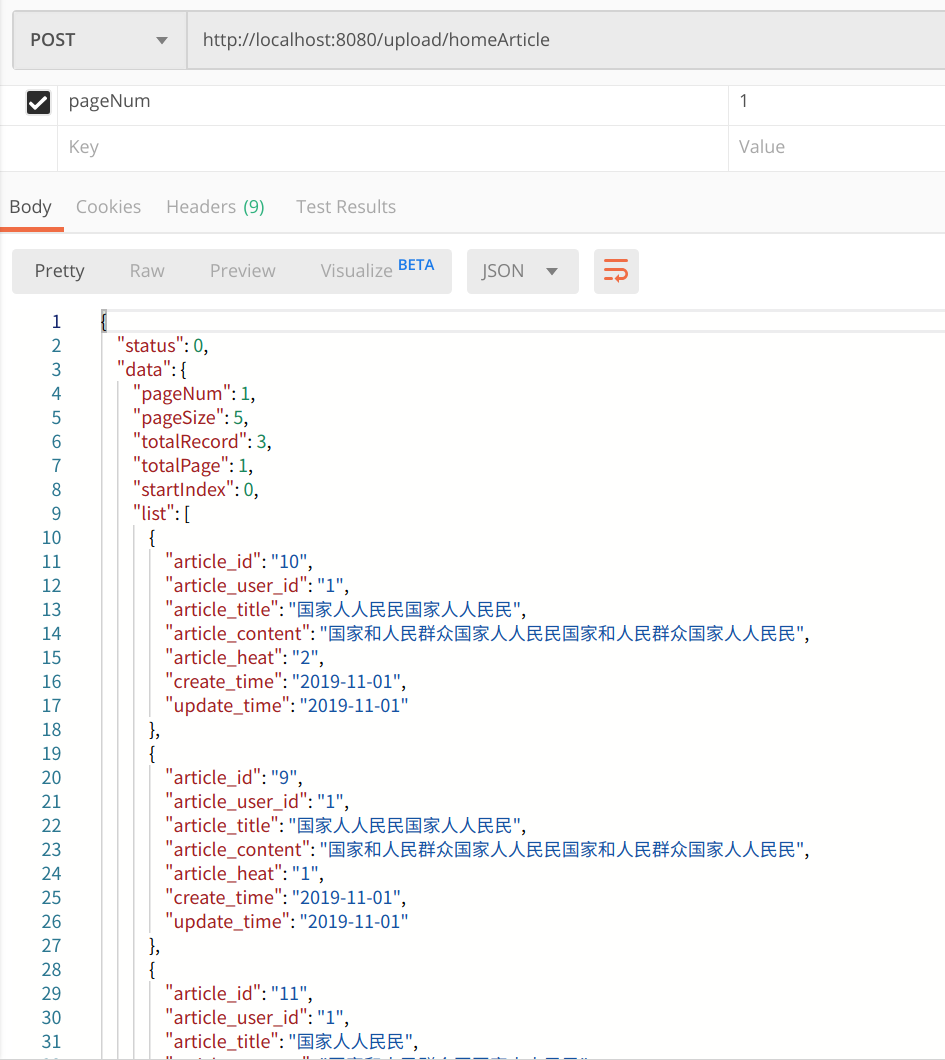 POST http://localhost:8080/upload/homeArticle
pageNum 1
Key Value
Body Cookies Headers (9) Test Results
Pretty Raw Preview Visualize BETA JSON
1 {
2 "status": 0,
3 "data": {
4 "pageNum": 1,
5 "pageSize": 5,
6 "totalRecord": 3,
7 "totalPage": 1,
8 "startIndex": 0,
9 "list": [
10 {
11 "article_id": "10",
12 "article_user_id": "1",
13 "article_title": "国家人人民民国家人人民民",
14 "article_content": "国家和人民群众国家人人民民国家和人民群众国家人人民民",
15 "article_heat": "2",
16 "create_time": "2019-11-01",
17 "update_time": "2019-11-01"
18 },
19 {
20 "article_id": "9",
21 "article_user_id": "1",
22 "article_title": "国家人人民民国家人人民民",
23 "article_content": "国家和人民群众国家人人民民国家和人民群众国家人人民民",
24 "article_heat": "1",
25 "create_time": "2019-11-01",
26 "update_time": "2019-11-01"
27 },
28 {
29 "article_id": "11",
30 "article_user_id": "1",
31 "article_title": "国家人人民民",